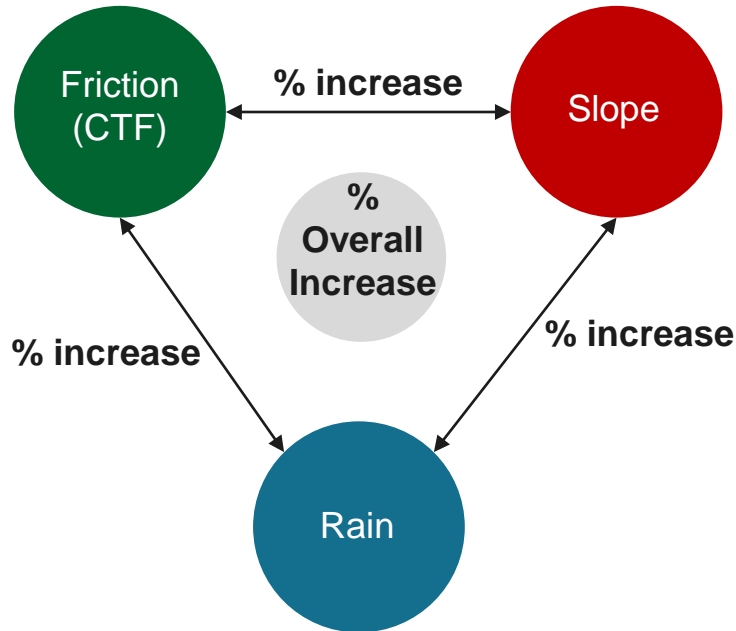 Friction
(CTF)
% increase
Slope
%
Overall
Increase
% increase
% increase
Rain